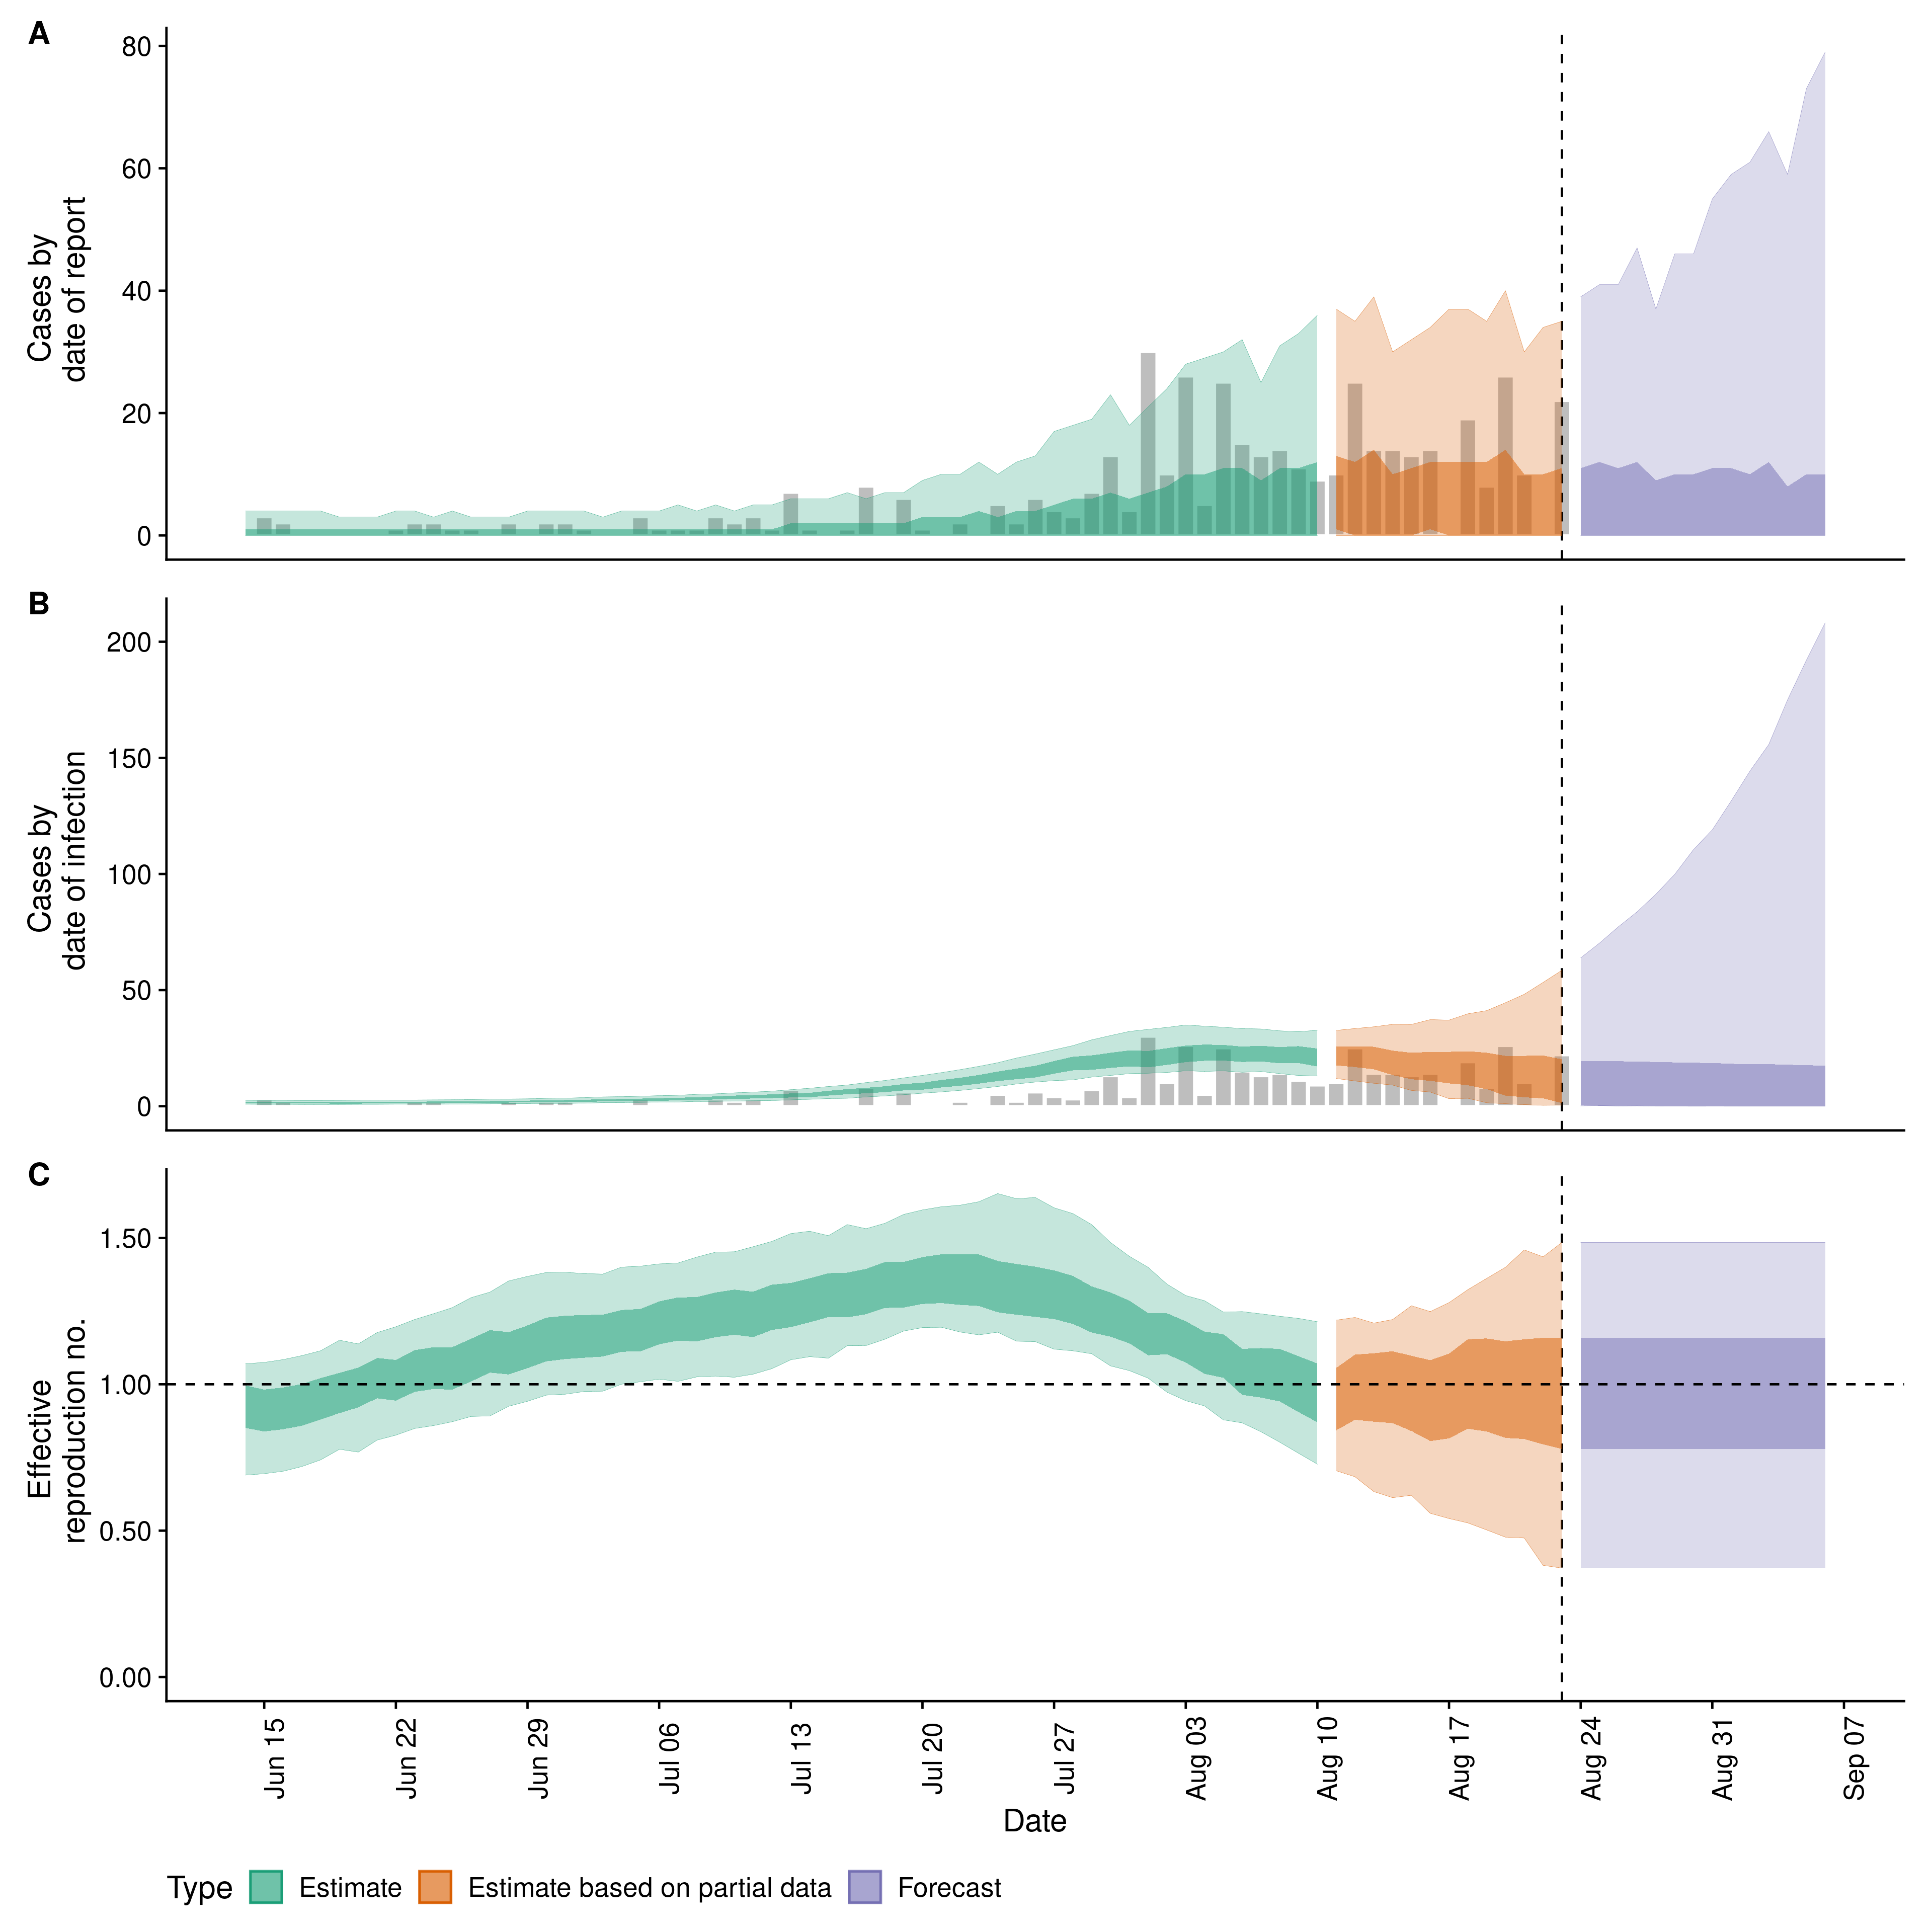 A
80
60
40
20
0
Cases by
date of report
B
200
150
100
50
0
Cases by
date of infection
C
1.50
1.00
0.50
0.00
Effective
reproduction no.
Jun 15
Jun 22
Jun 29
Jul 06
Jul 13
Jul 20
Jul 27
Aug 03
Aug 10
Aug 17
Aug 24
Aug 31
Sep 07
Date
Type Estimate Estimate based on partial data Forecast